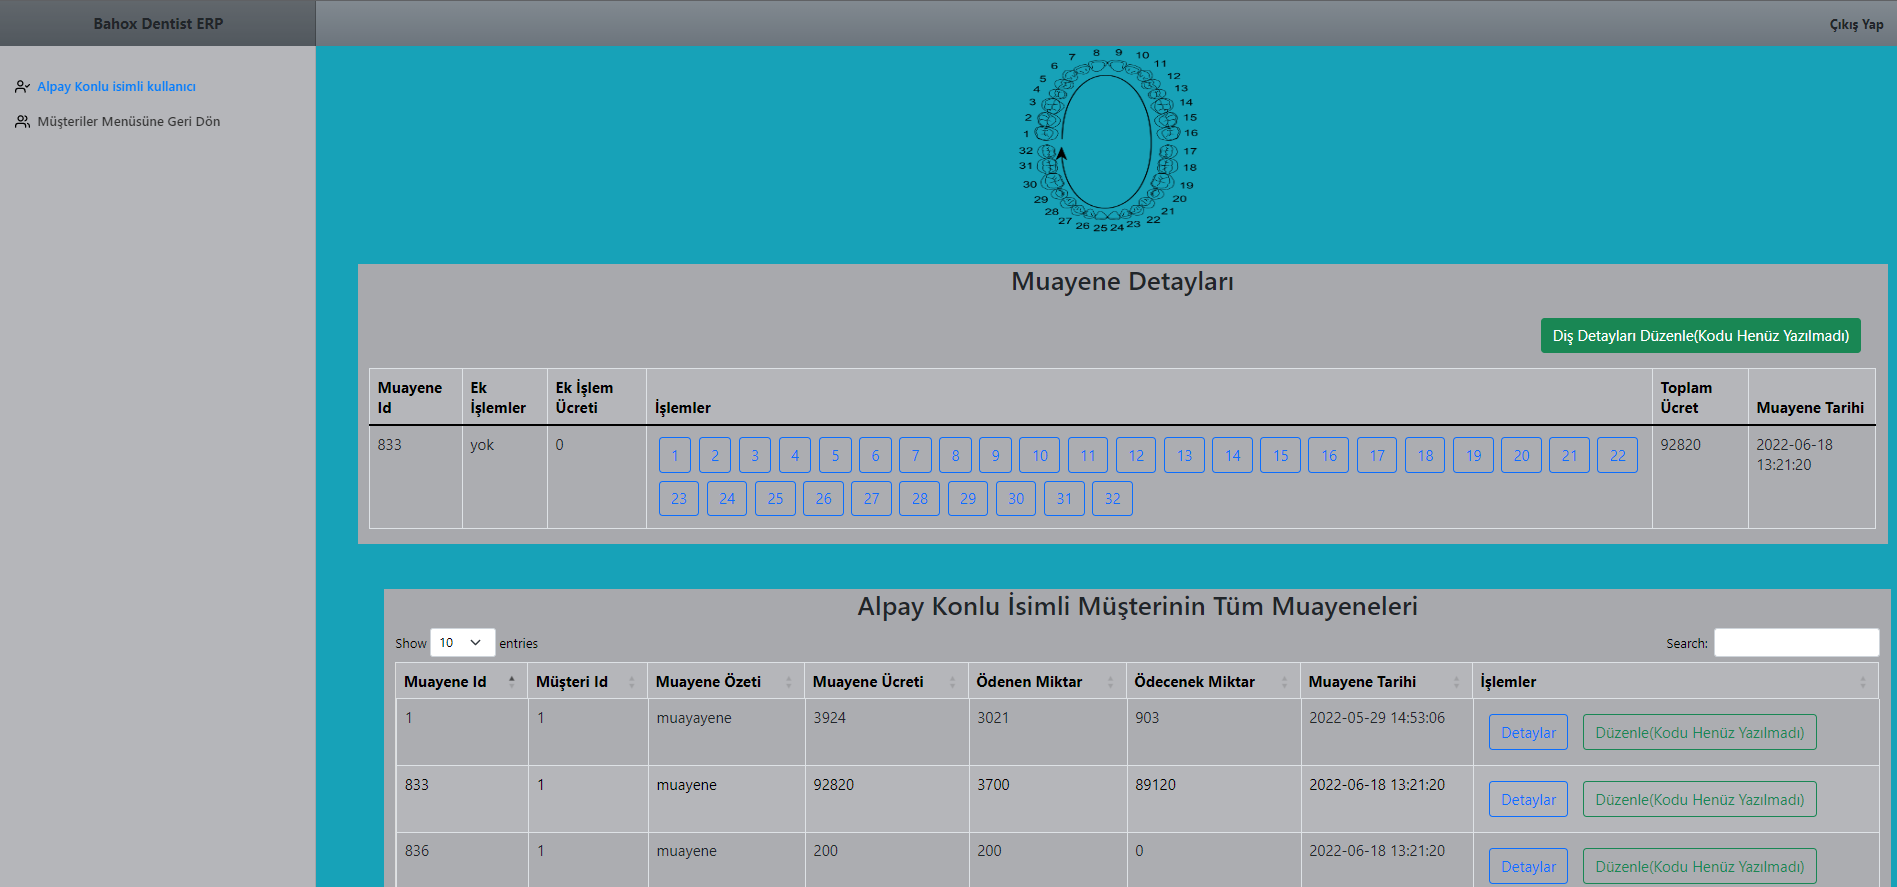 Bahox Dentist ERP
Çıkış Yap
Alpay Konlu isimli kullanıcı
Müşteriler Menüsüne Geri Dön
8 9
7 10
6 11
5 12
4 13
3 14
2 15
1 16
32 17
31 18
30 19
29 20
28 21
27 22
26 25 24 23
Muayene Detayları
Diş Detayları Düzenle(Kodu Henüz Yazılmadı)
Muayene Id Ek İşlemler Ek İşlem Ücreti İşlemler Toplam Ücret Muayene Tarihi
833 yok 0 1 2 3 4 5 6 7 8 9 10 11 12 13 14 15 16 17 18 19 20 21 22 92820 2022-06-18 13:21:20
23 24 25 26 27 28 29 30 31 32
Alpay Konlu İsimli Müşterinin Tüm Muayeneleri
Show 10 entries Search:
Muayene Id Müşteri Id Muayene Özeti Muayene Ücreti Ödenen Miktar Ödecenek Miktar Muayene Tarihi İşlemler
1 1 muayayene 3924 3021 903 2022-05-29 14:53:06 Detaylar Düzenle(Kodu Henüz Yazılmadı)
833 1 muayene 92820 3700 89120 2022-06-18 13:21:20 Detaylar Düzenle(Kodu Henüz Yazılmadı)
836 1 muayene 200 200 0 2022-06-18 13:21:20 Detaylar Düzenle(Kodu Henüz Yazılmadı)